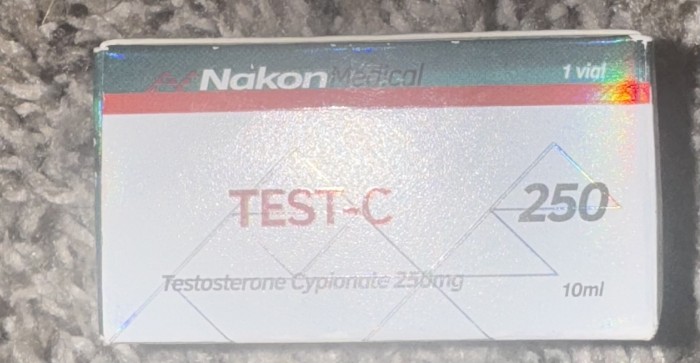 Nakon Medical
1 vial
TEST-C
250
Testosterone Cypionate 250mg
10ml